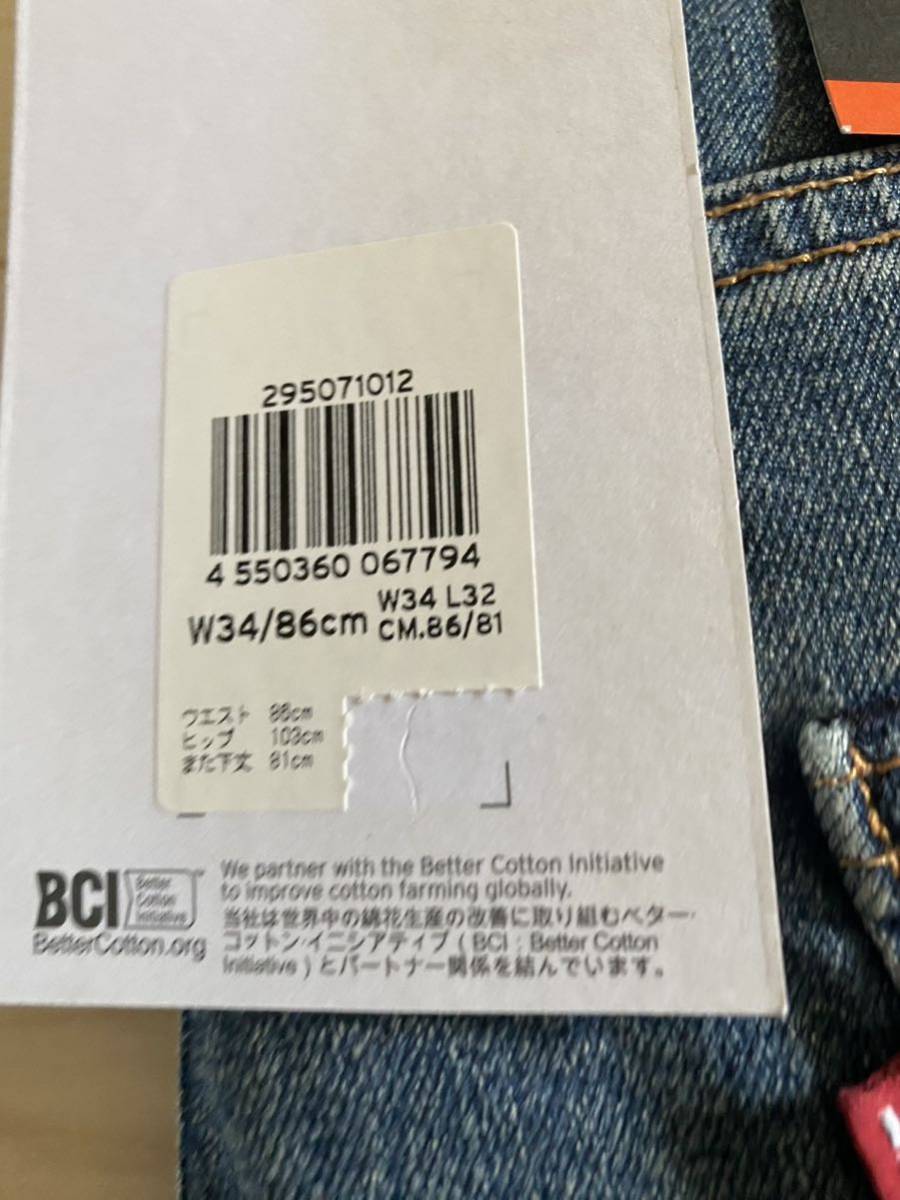 295071012
4 550360 067794
W34/86cm
W34 L32
CM.86/81
ウエスト 86cm
ヒップ 103cm
また下丈 81cm
BCI
Better
Cotton
Initiative
BetterCotton.org
We partner with the Better Cotton Initiative
to improve cotton farming globally.
当社は世界中の綿花生産の改善に取り組むベター・
コットン・イニシアティブ ( BCI : Better Cotton
Initiative ) とパートナー関係を結んでいます。